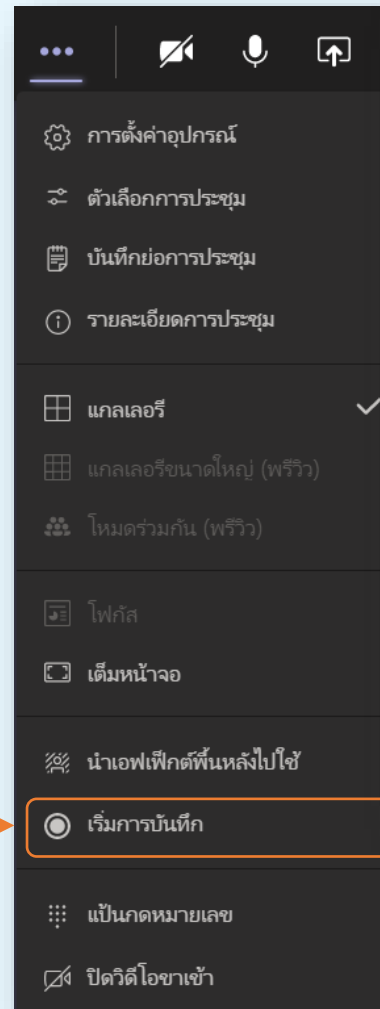 การตั้งค่าอุปกรณ์
ตัวเลือกการประชุม
บันทึกย่อการประชุม
รายละเอียดการประชุม
แกลเลอรี
แกลเลอรีขนาดใหญ่ (พรีวิว)
โหมดร่วมกัน (พรีวิว)
โฟกัส
เต็มหน้าจอ
นำเอฟเฟ็กต์พื้นหลังไปใช้
เริ่มการบันทึก
แป้นกดหมายเลข
ปิดวิดีโอขาเข้า